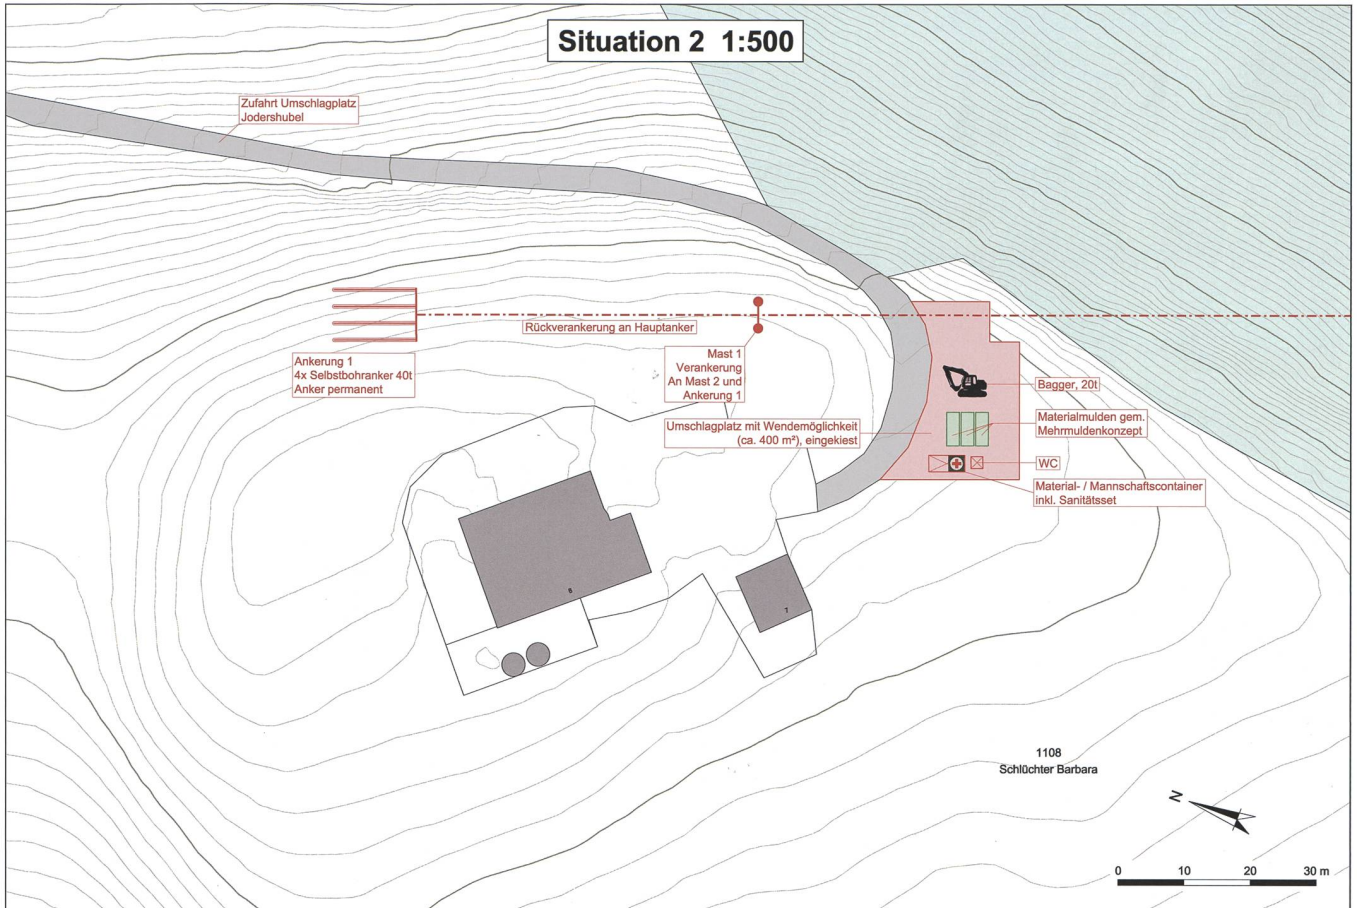 Situation 2 1:500
Zufahrt Umschlagplatz
Jodershubel
Rückverankerung an Hauptanker
Ankerung 1
4x Selbstbohranker 40t
Anker permanent
Mast 1
Verankerung
An Mast 2 und
Ankerung 1
Bagger, 20t
Umschlagplatz mit Wendemöglichkeit
(ca. 400 m²), eingekiest
Materialmulden gem.
Mehrmuldenkonzept
WC
Material- / Mannschaftscontainer
inkl. Sanitätsset
6
7
1108
Schlüchter Barbara
N
0 10 20 30 m